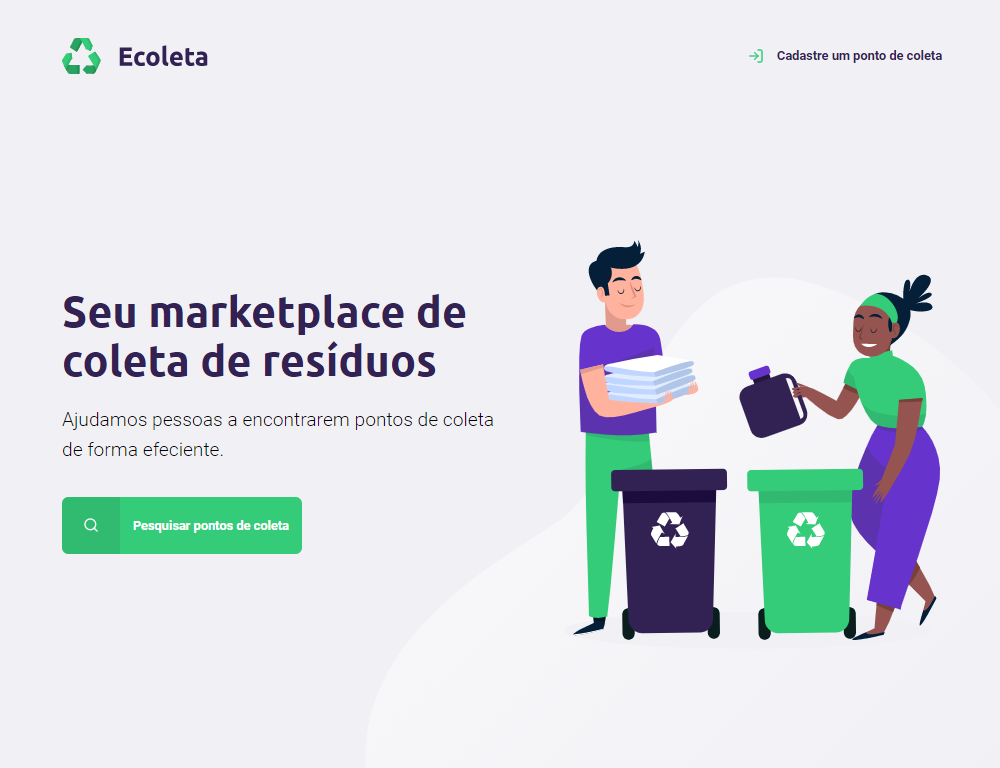 Ecoleta
Cadastre um ponto de coleta
Seu marketplace de
coleta de resíduos
Ajudamos pessoas a encontrarem pontos de coleta
de forma efeciente.
Pesquisar pontos de coleta